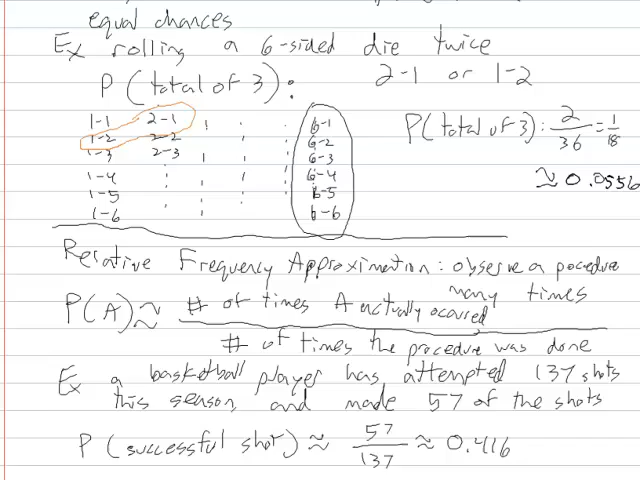 equal chances
Ex rolling a 6-sided die twice
P (total of 3): 2-1 or 1-2
1-1 2-1 6-1
1-2 2-2 6-2
1-3 2-3 6-3
1-4 6-4
1-5 6-5
1-6 6-6
P(total of 3): 2/36 = 1/18
≈ 0.0556
Relative Frequency Approximation: observe a procedure
many times
P(A) ≈ # of times A actually ocurred
# of times the procedure was done
Ex a basketball player has attempted 137 shots
this season, and made 57 of the shots
P (successful shot) ≈ 57/137 ≈ 0.416